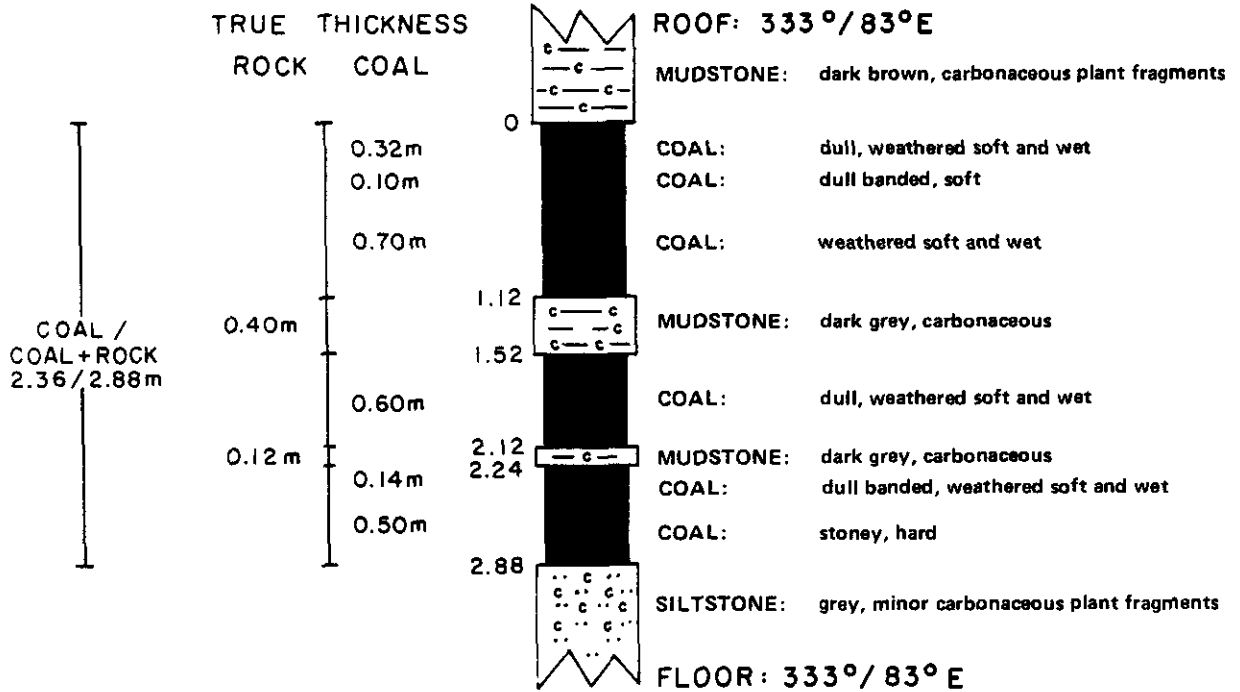 TRUE THICKNESS
ROCK COAL
ROOF: 333°/83°E
MUDSTONE: dark brown, carbonaceous plant fragments
c
c
c c
c
0
0.32m
COAL: dull, weathered soft and wet
0.10m
COAL: dull banded, soft
0.70m
COAL: weathered soft and wet
1.12
COAL /
COAL+ROCK
2.36/2.88m
0.40m
c c
c
c c
MUDSTONE: dark grey, carbonaceous
1.52
0.60m
COAL: dull, weathered soft and wet
2.12
0.12m
c
MUDSTONE: dark grey, carbonaceous
2.24
0.14m
COAL: dull banded, weathered soft and wet
0.50m
COAL: stoney, hard
2.88
c
c c
c c
c c
SILTSTONE: grey, minor carbonaceous plant fragments
FLOOR: 333°/83°E